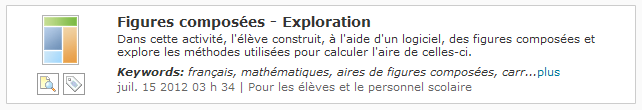 Figures composées - Exploration
Dans cette activité, l'élève construit, à l'aide d'un logiciel, des figures composées et
explore les méthodes utilisées pour calculer l'aire de celles-ci.
Keywords: français, mathématiques, aires de figures composées, carr...plus
juil. 15 2012 03 h 34 | Pour les élèves et le personnel scolaire